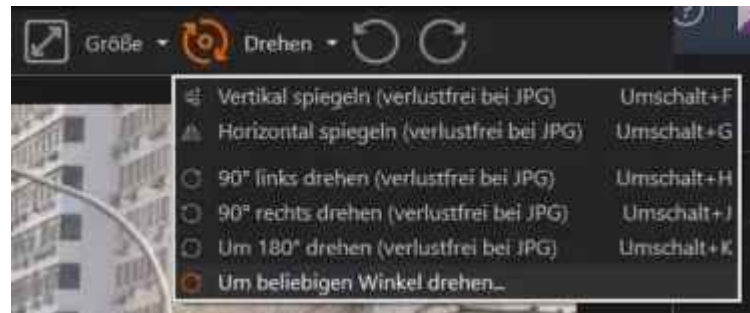 Größe Drehen
Vertikal spiegeln (verlustfrei bei JPG) Umschalt+F
Horizontal spiegeln (verlustfrei bei JPG) Umschalt+G
90° links drehen (verlustfrei bei JPG) Umschalt+H
90° rechts drehen (verlustfrei bei JPG) Umschalt+J
Um 180° drehen (verlustfrei bei JPG) Umschalt+K
Um beliebigen Winkel drehen...